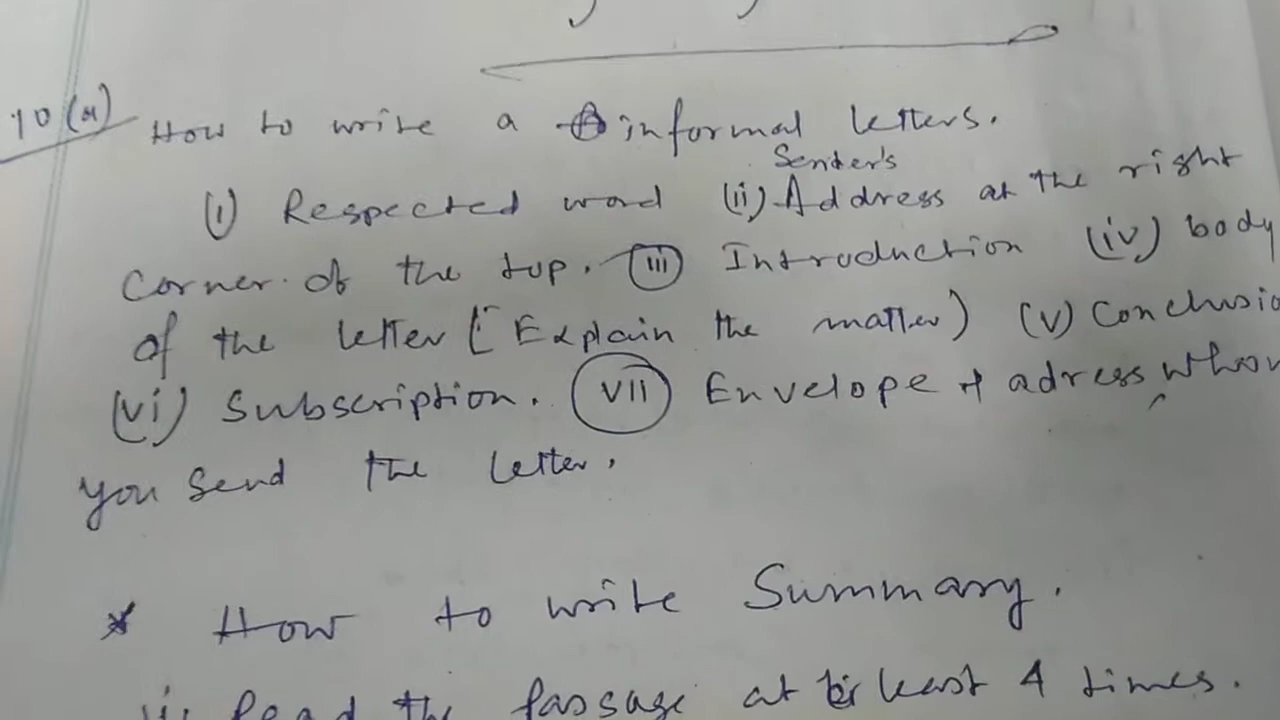 10 (a) How to write a informal letters.
Sender's
(i) Respected word (ii) Address at the right
corner of the top. (iii) Introduction (iv) body
of the letter [Explain the matter) (v) Conclusio
(vi) Subscription. (VII) Envelope & adress whom
you send the letter.
* How to write Summary.
i. Read the passage at least 4 times.